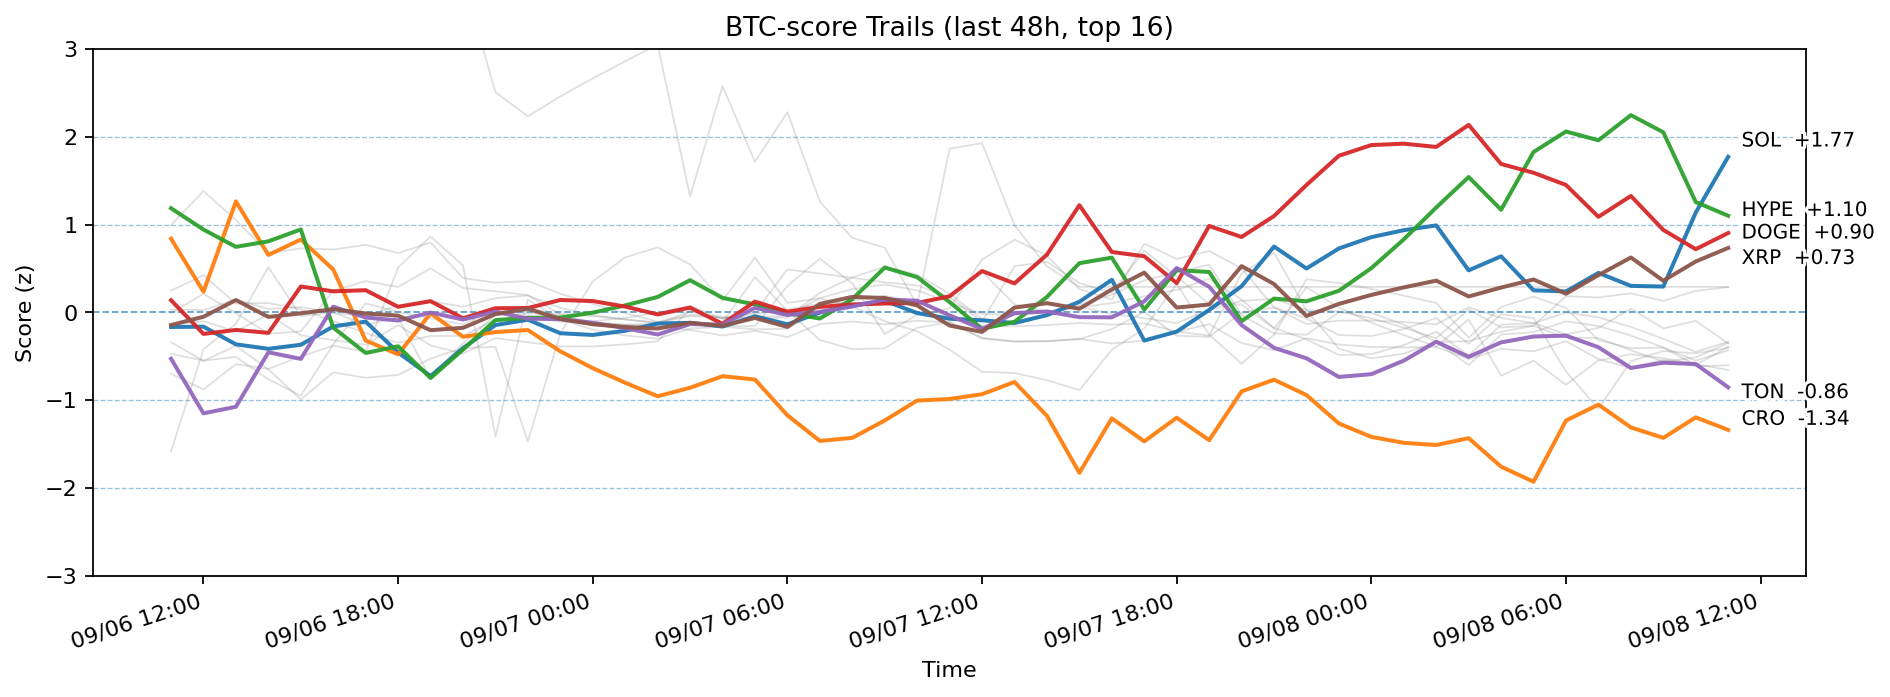 BTC-score Trails (last 48h, top 16)
Score (z)
3
2
1
0
−1
−2
−3
SOL +1.77
HYPE +1.10
DOGE +0.90
XRP +0.73
TON -0.86
CRO -1.34
09/06 12:00
09/06 18:00
09/07 00:00
09/07 06:00
09/07 12:00
09/07 18:00
09/08 00:00
09/08 06:00
09/08 12:00
Time